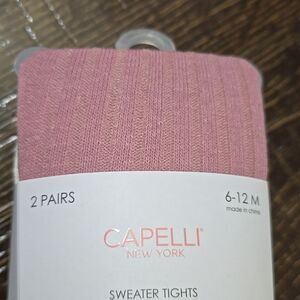 2 PAIRS
6-12 M
made in china
CAPELLI
NEW YORK
SWEATER TIGHTS